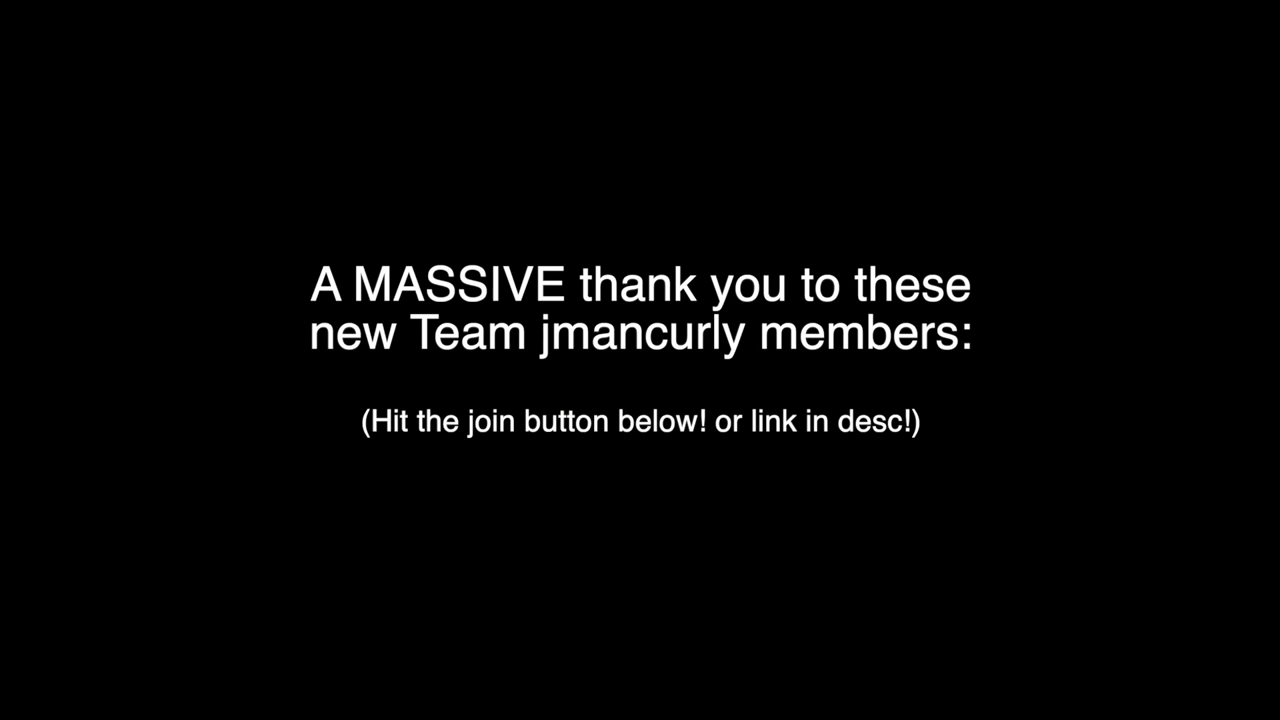 A MASSIVE thank you to these
new Team jmancurly members:
(Hit the join button below! or link in desc!)